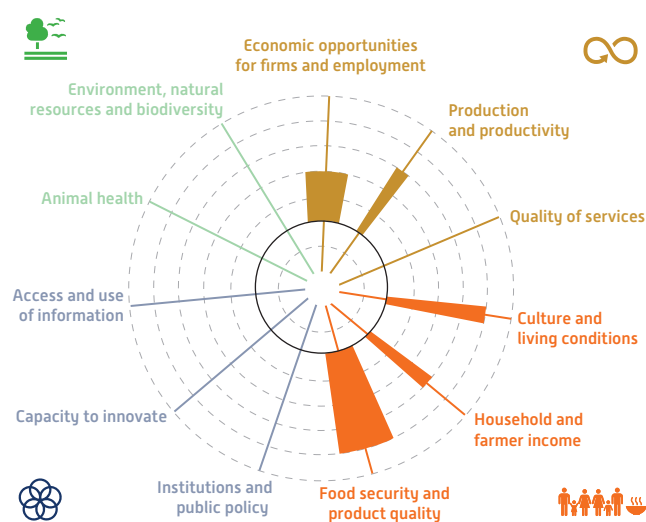 Economic opportunities
for firms and employment
Environment, natural
resources and biodiversity
Production
and productivity
Animal health
Quality of services
Access and use
of information
Culture and
living conditions
Capacity to innovate
Household and
farmer income
Institutions and
public policy
Food security and
product quality